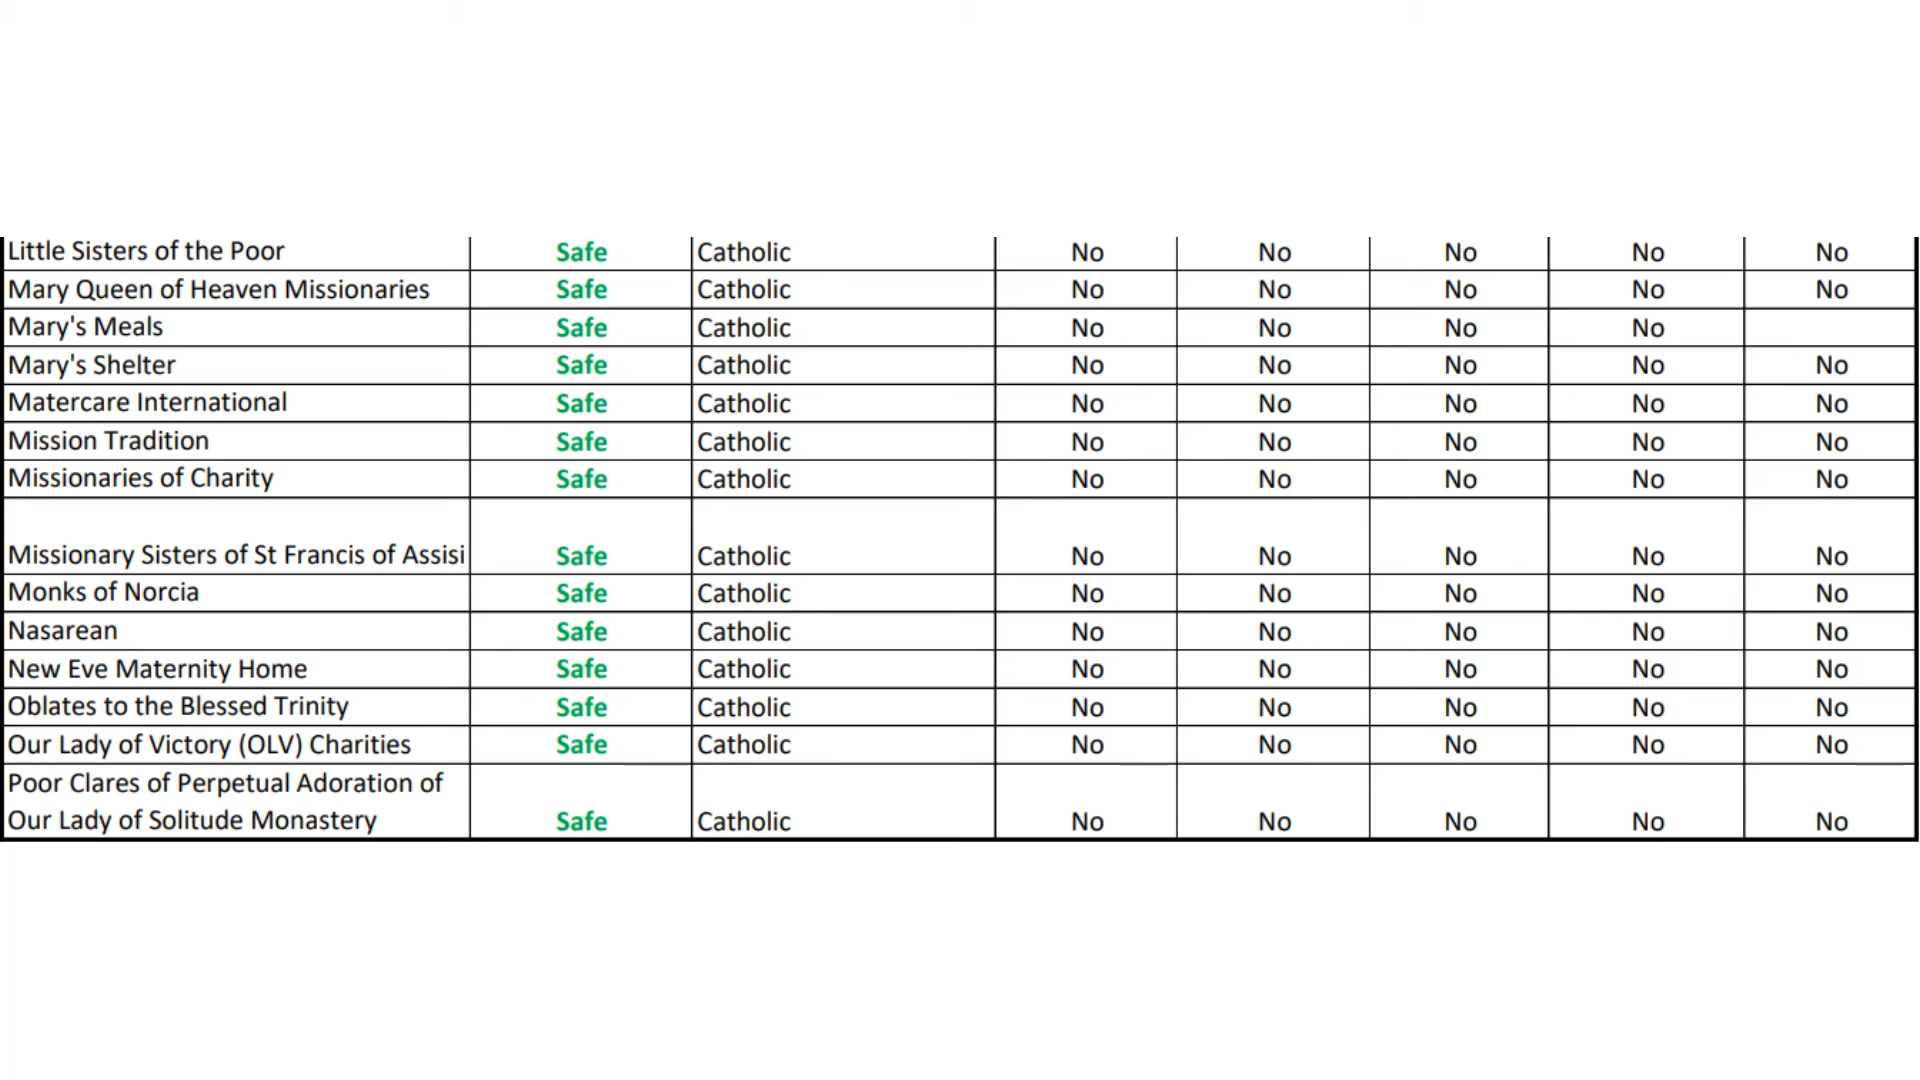 Little Sisters of the Poor Safe Catholic No No No No No
Mary Queen of Heaven Missionaries Safe Catholic No No No No No
Mary's Meals Safe Catholic No No No No
Mary's Shelter Safe Catholic No No No No No
Matercare International Safe Catholic No No No No No
Mission Tradition Safe Catholic No No No No No
Missionaries of Charity Safe Catholic No No No No No
Missionary Sisters of St Francis of Assisi Safe Catholic No No No No No
Monks of Norcia Safe Catholic No No No No No
Nasarean Safe Catholic No No No No No
New Eve Maternity Home Safe Catholic No No No No No
Oblates to the Blessed Trinity Safe Catholic No No No No No
Our Lady of Victory (OLV) Charities Safe Catholic No No No No No
Poor Clares of Perpetual Adoration of
Our Lady of Solitude Monastery Safe Catholic No No No No No